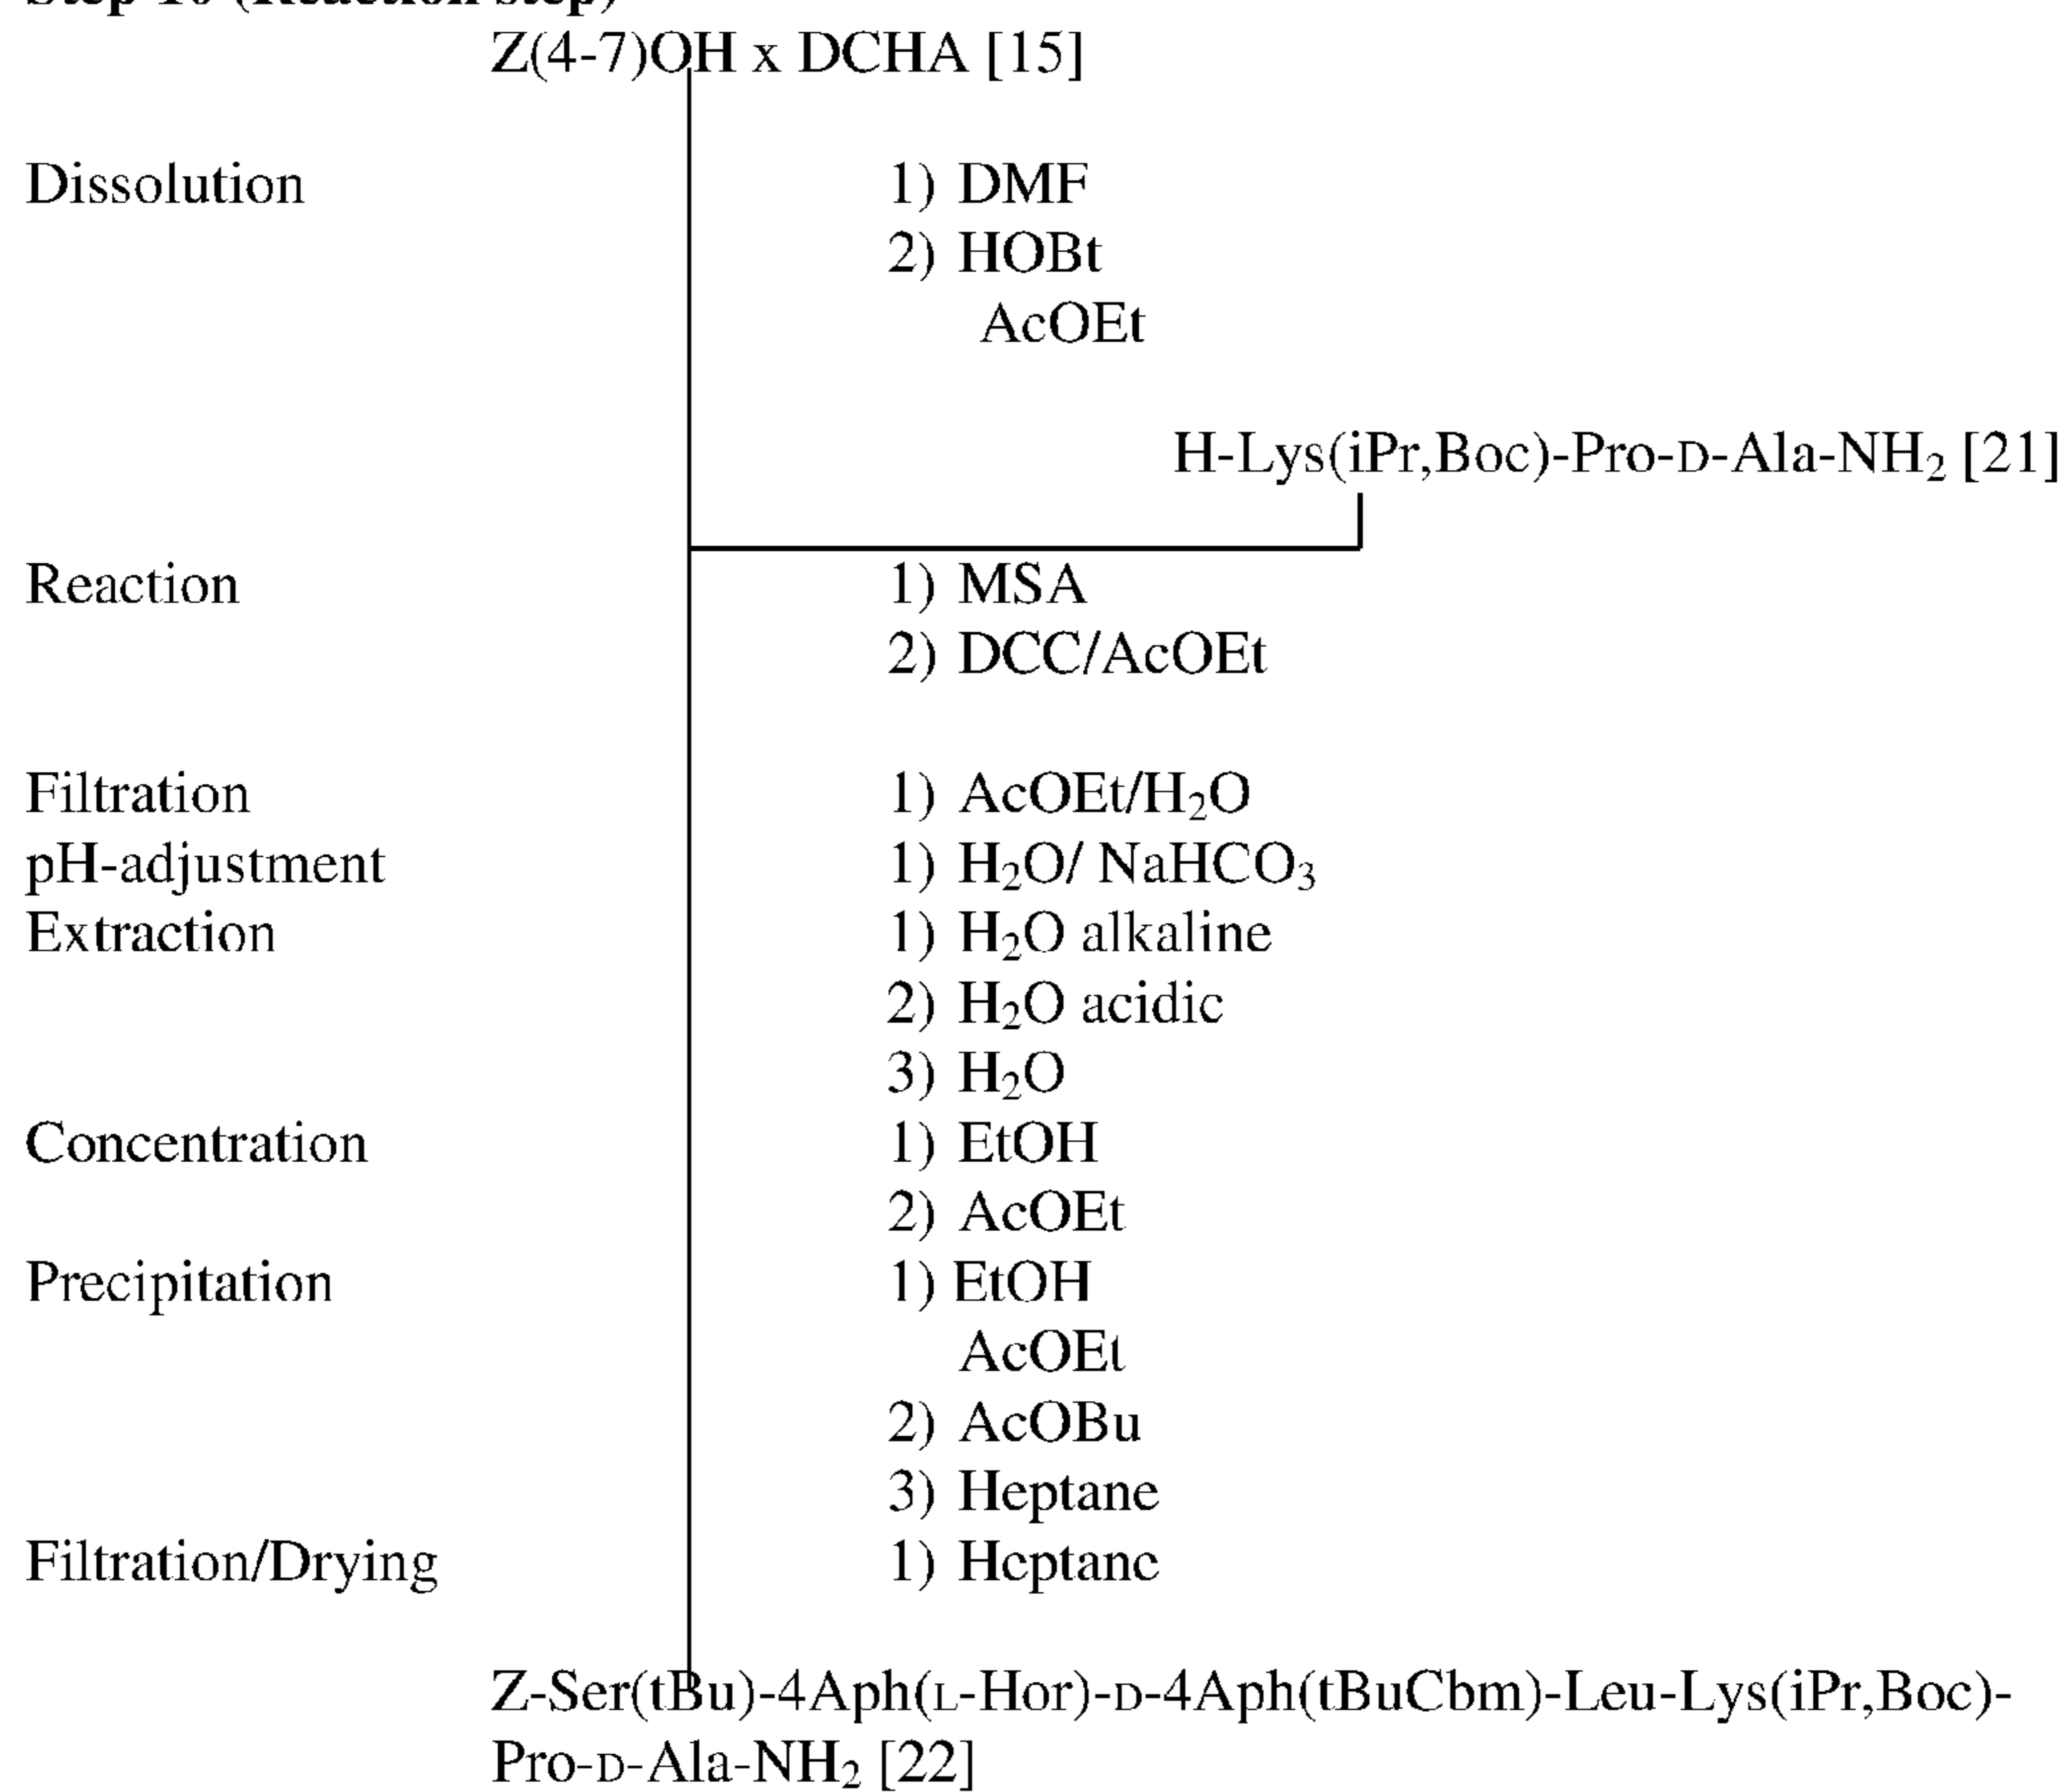 Step (Reaction step)
Z(4-7)OH x DCHA [15]
Dissolution 1) DMF
2) HOBt
AcOEt
H-Lys(iPr,Boc)-Pro-D-Ala-NH₂ [21]
Reaction 1) MSA
2) DCC/AcOEt
Filtration 1) AcOEt/H₂O
pH-adjustment 1) H₂O/ NaHCO₃
Extraction 1) H₂O alkaline
2) H₂O acidic
3) H₂O
Concentration 1) EtOH
2) AcOEt
Precipitation 1) EtOH
AcOEt
2) AcOBu
3) Heptane
Filtration/Drying 1) Heptane
Z-Ser(tBu)-4Aph(L-Hor)-D-4Aph(tBuCbm)-Leu-Lys(iPr,Boc)-
Pro-D-Ala-NH₂ [22]